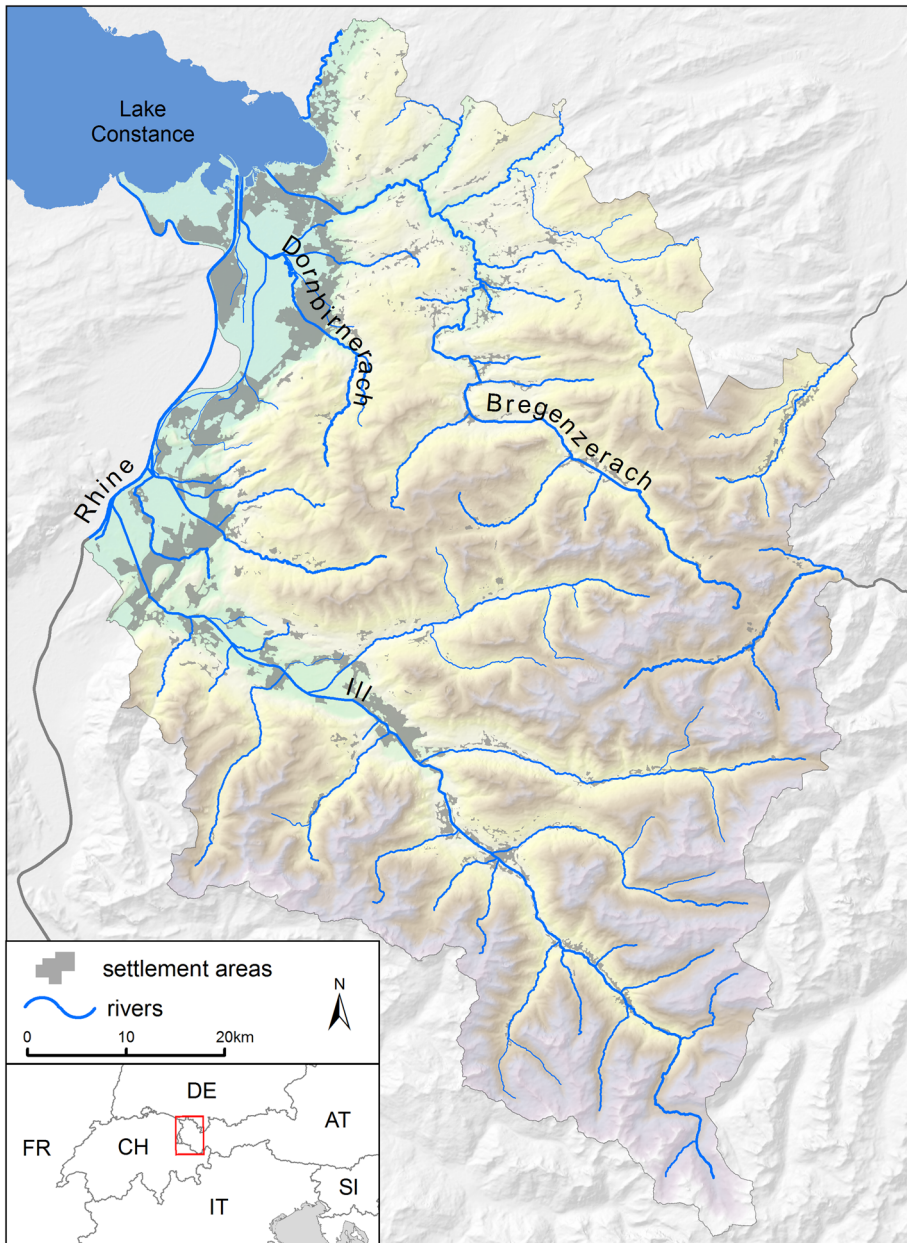 Lake
Constance
Dornbirnerach
Bregenzerach
Rhine
Ill
settlement areas
rivers
N
0 10 20km
DE
AT
FR
CH
SI
IT